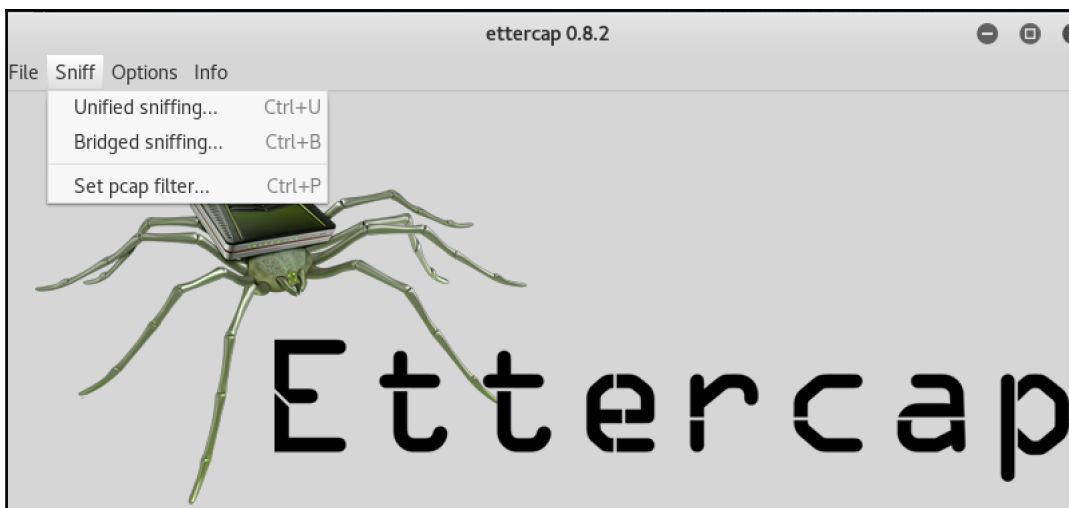 ettercap 0.8.2
File Sniff Options Info
Unified sniffing... Ctrl+U
Bridged sniffing... Ctrl+B
Set pcap filter... Ctrl+P
Ettercap